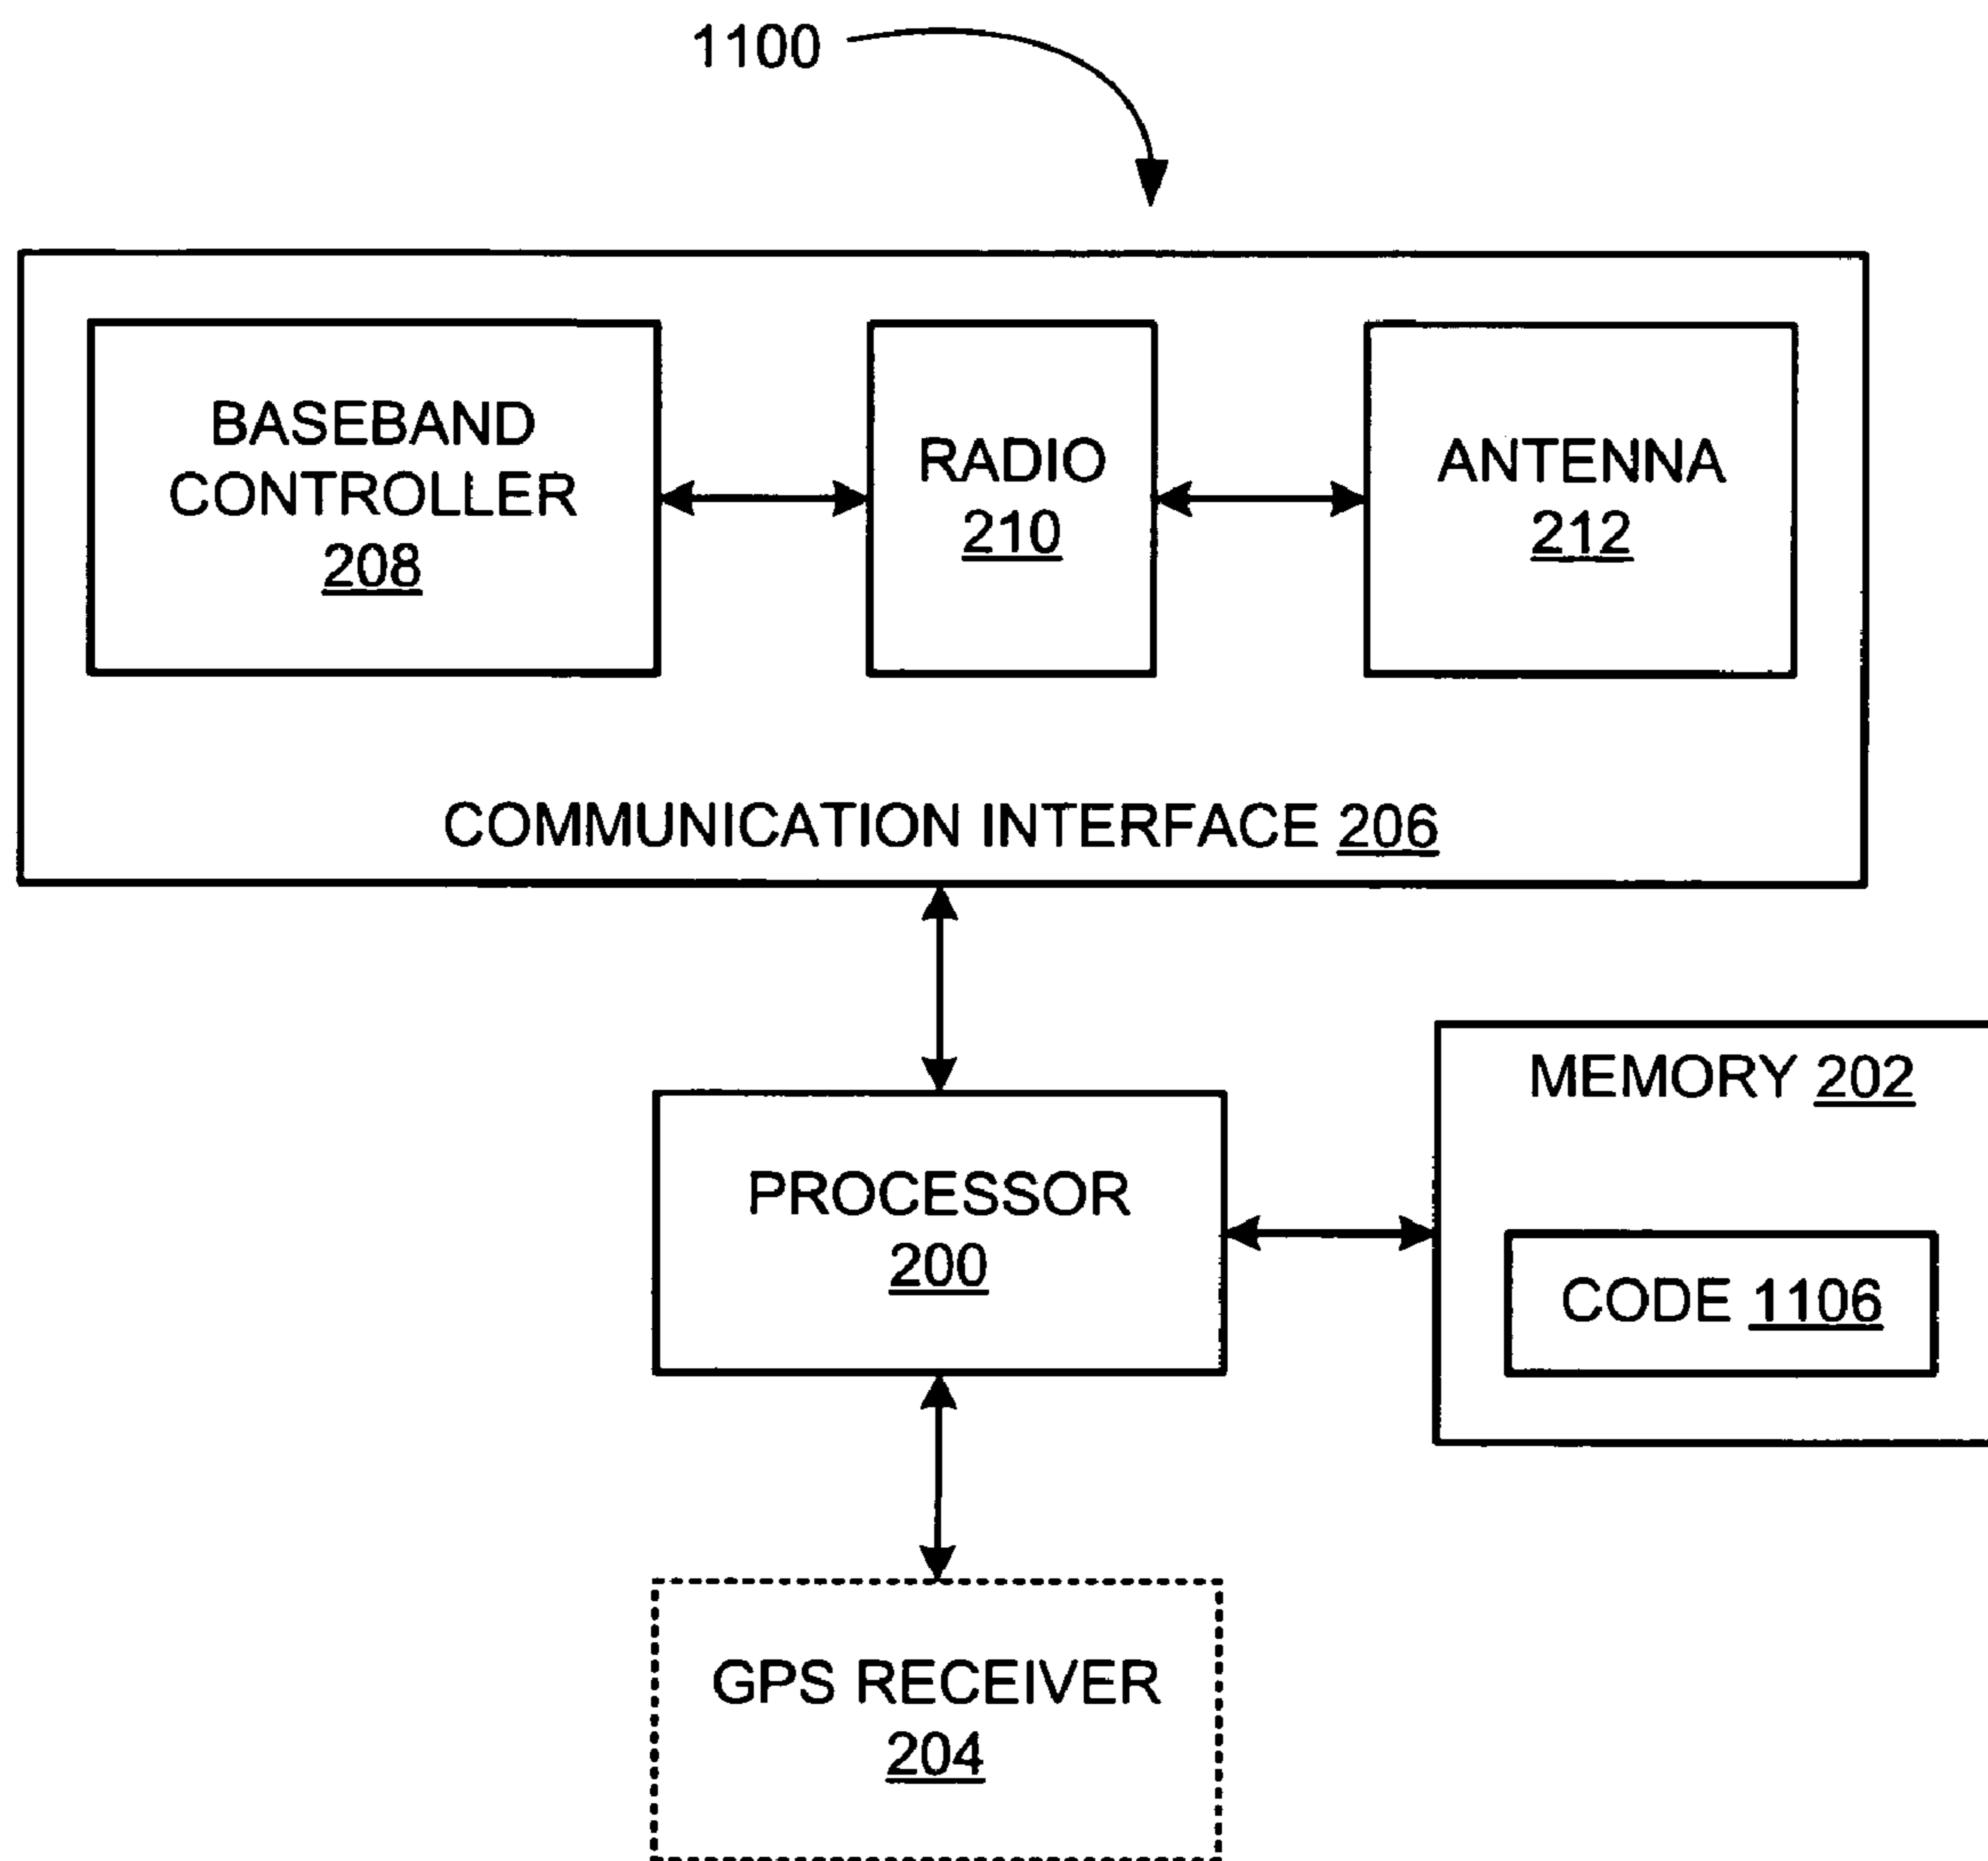 1100
BASEBAND
CONTROLLER
208
RADIO
210
ANTENNA
212
COMMUNICATION INTERFACE 206
MEMORY 202
PROCESSOR
200
CODE 1106
GPS RECEIVER
204